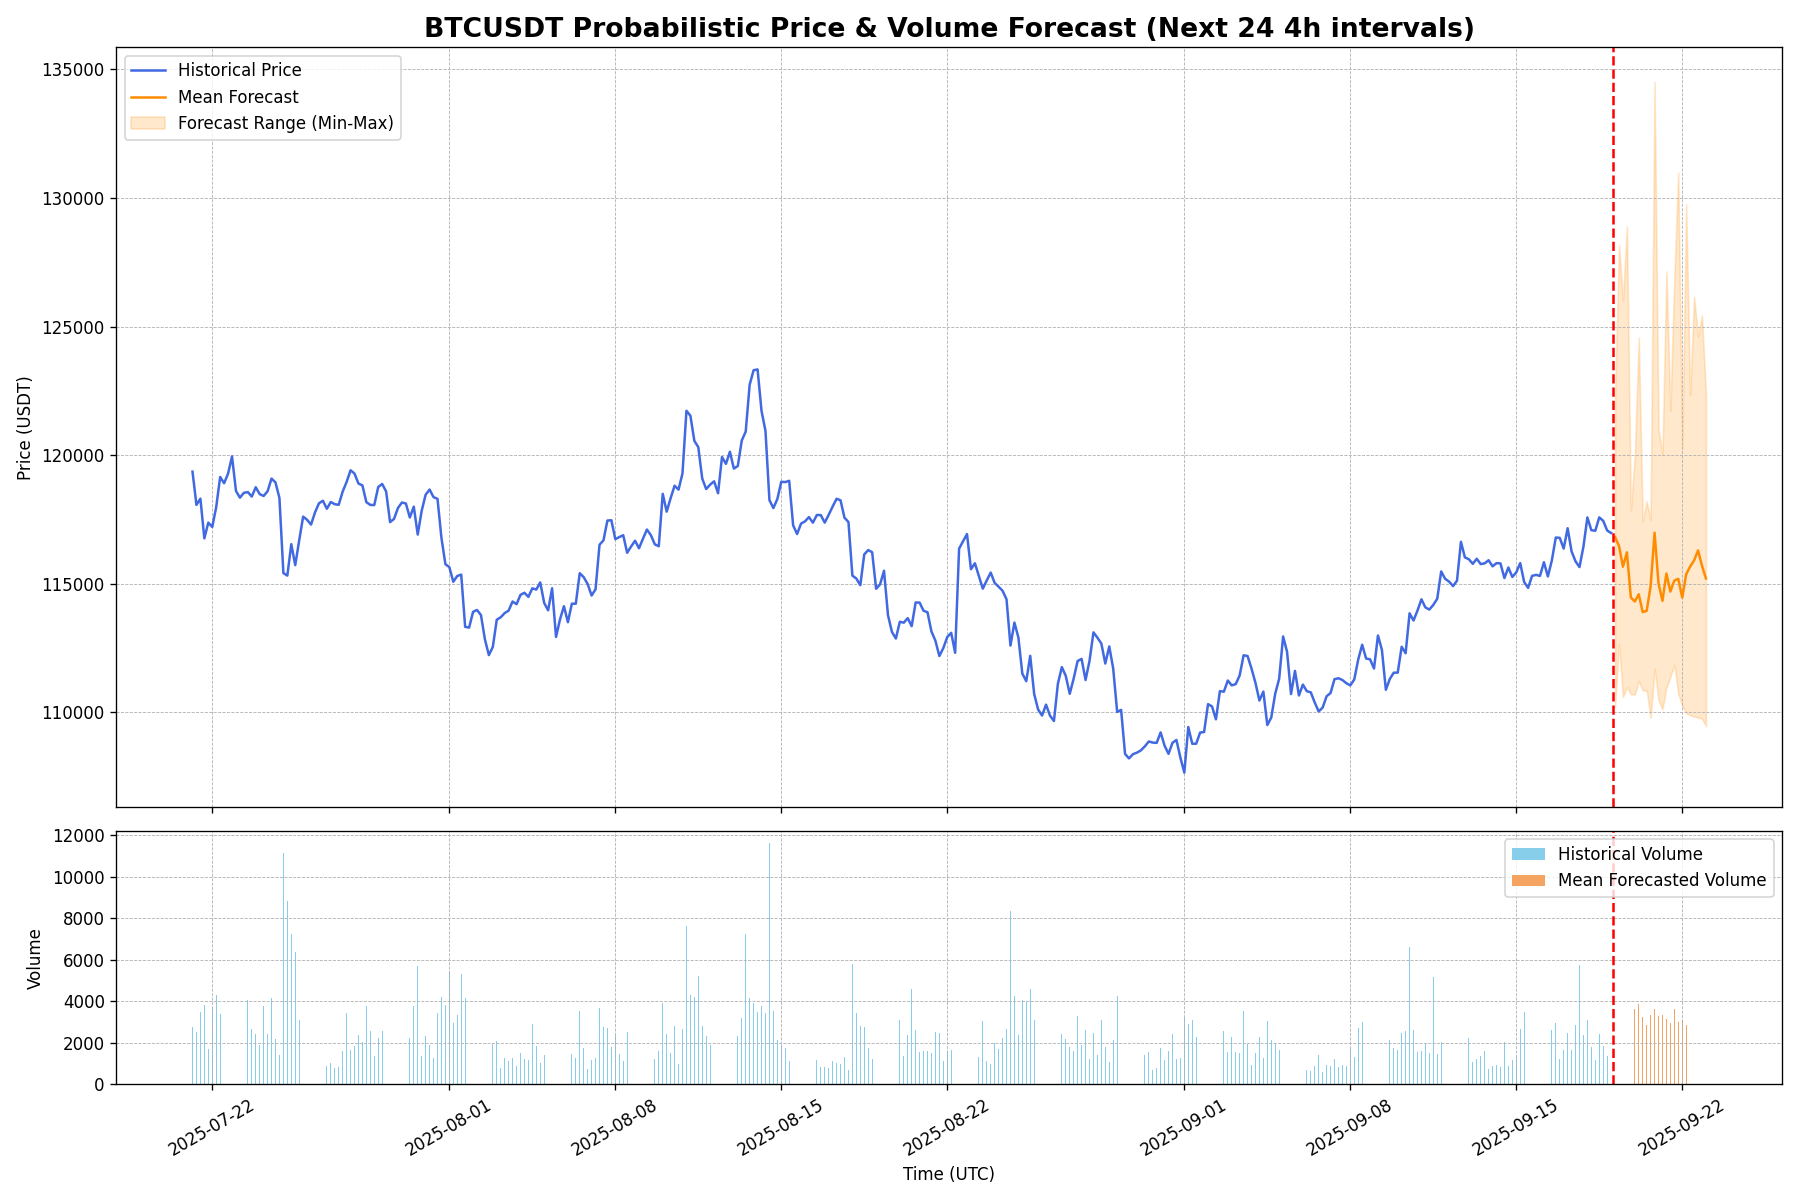 BTCUSDT Probabilistic Price & Volume Forecast (Next 24 4h intervals)
135000
130000
125000
120000
115000
110000
Price (USDT)
Historical Price
Mean Forecast
Forecast Range (Min-Max)
12000
10000
8000
6000
4000
2000
0
Volume
Historical Volume
Mean Forecasted Volume
2025-07-22
2025-08-01
2025-08-08
2025-08-15
2025-08-22
2025-09-01
2025-09-08
2025-09-15
2025-09-22
Time (UTC)